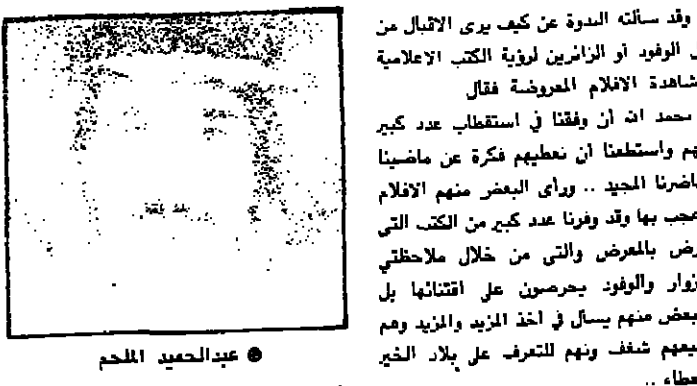 وقد سألته الندوة عن كيف يرى الاقبال من
الوفود أو الزائرين لرؤية الكتب الاعلامية
شاهدة الافلام المعروضة فقال
نحمد الله أن وفقنا في استقطاب عدد كبير
هم واستطعنا أن نعطيهم فكرة عن ماضينا
ماضرنا المجيد .. ورأى البعض منهم الافلام
عجب بها وقد وفرنا عدد كبير من الكتب التي
رض بالمعرض والتي من خلال ملاحظتي
زوار والوفود يحرصون على اقتنائها بل
بعض منهم يسأل في أخذ المزيد والمزيد وهم
يعهم شغف ونهم للتعرف على بلاد الخير
عطاء ..
عبدالحميد الملحم